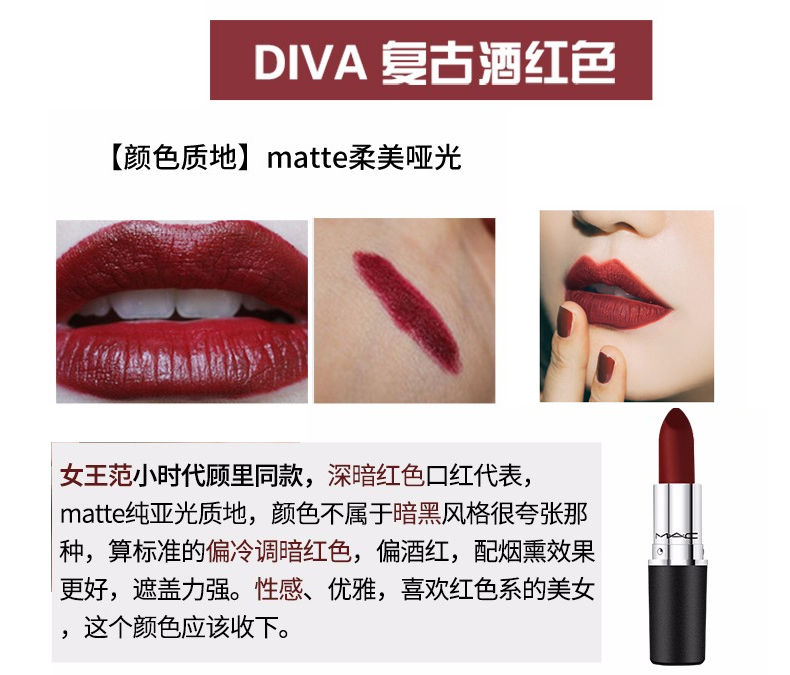 DIVA 复古酒红色
【颜色质地】matte柔美哑光
女王范小时代顾里同款，深暗红色口红代表，
matte纯亚光质地，颜色不属于暗黑风格很夸张那
种，算标准的偏冷调暗红色，偏酒红，配烟熏效果
更好，遮盖力强。性感、优雅，喜欢红色系的美女
，这个颜色应该收下。
MAC